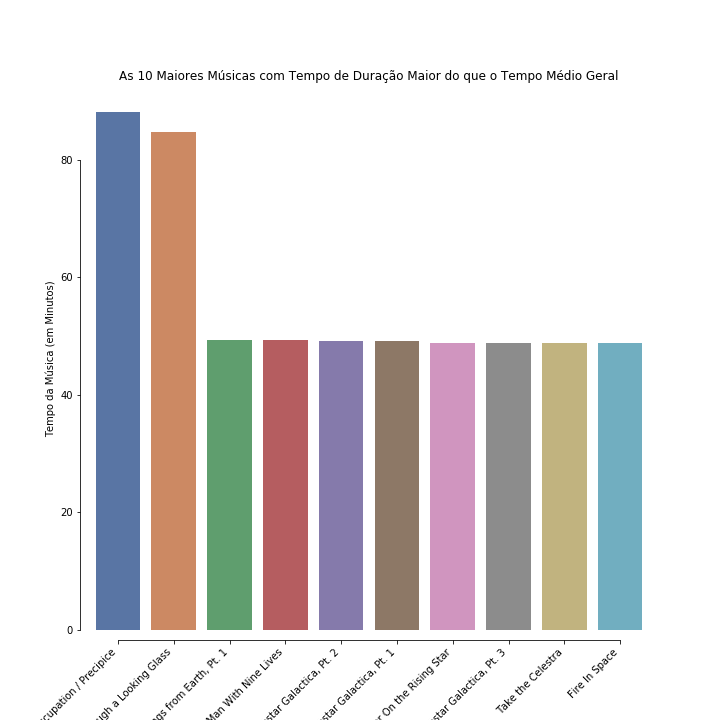 As 10 Maiores Músicas com Tempo de Duração Maior do que o Tempo Médio Geral
Tempo da Música (em Minutos)
80
60
40
20
0
/ Precipice
a Looking Glass
from Earth, Pt. 1
Man With Nine Lives
Galactica, Pt. 2
Galactica, Pt. 1
On the Rising Star
Galactica, Pt. 3
Take the Celestra
Fire In Space